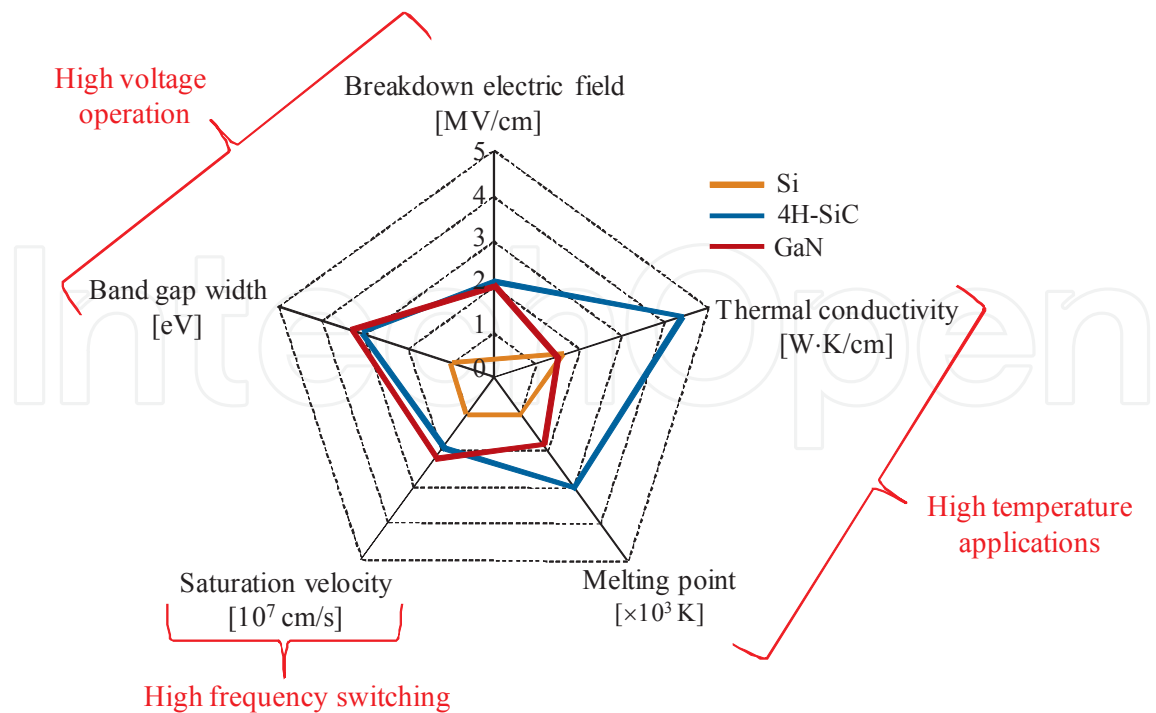 High voltage
operation
Breakdown electric field
[MV/cm]
5
4
3
2
1
0
Si
4H-SiC
GaN
Band gap width
[eV]
Thermal conductivity
[W·K/cm]
IntechOpen
High temperature
applications
Saturation velocity
[10⁷ cm/s]
Melting point
[×10³ K]
High frequency switching